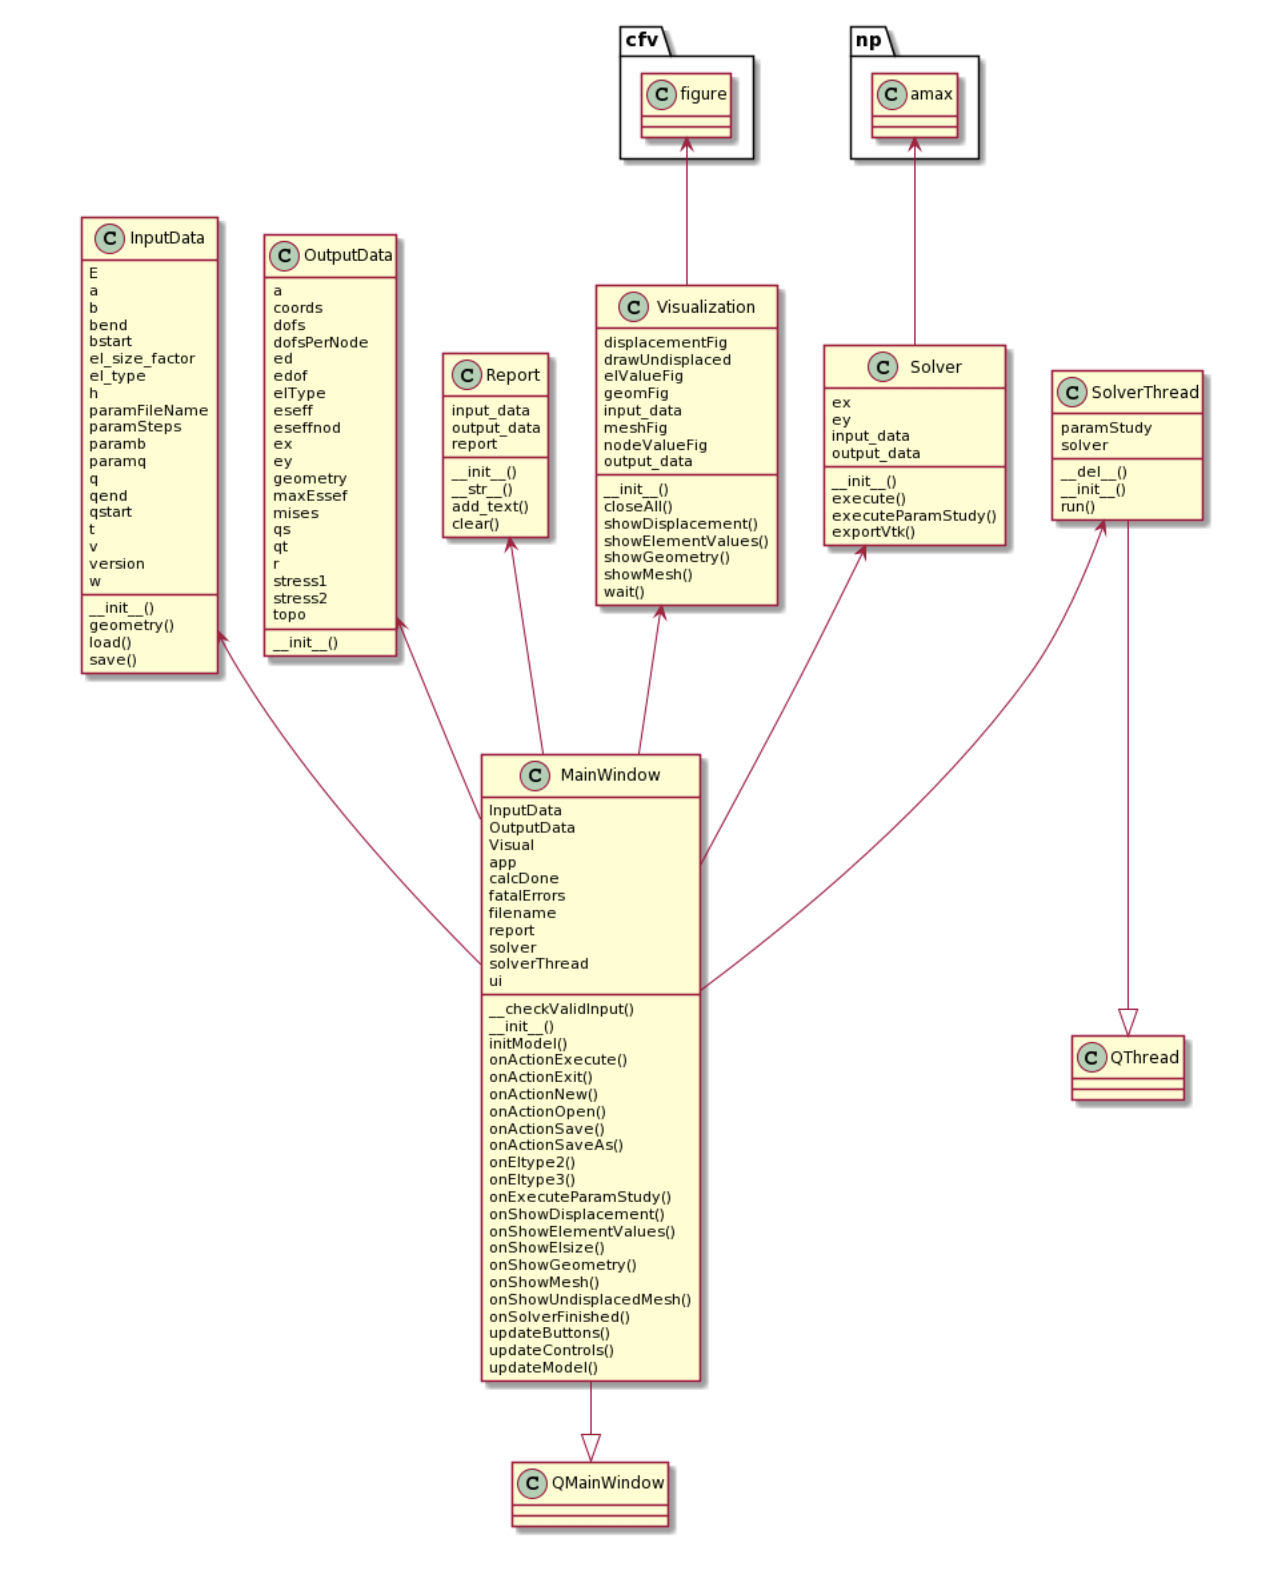 cfv
C figure
np
C amax
C InputData
E
a
b
bend
bstart
el_size_factor
el_type
h
paramFileName
paramSteps
paramb
paramq
q
qend
qstart
t
v
version
w
__init__()
geometry()
load()
save()
C OutputData
a
coords
dofs
dofsPerNode
ed
edof
elType
eseff
eseffnod
ex
ey
geometry
maxEssef
mises
qs
qt
r
stress1
stress2
topo
__init__()
C Report
input_data
output_data
report
__init__()
__str__()
add_text()
clear()
C Visualization
displacementFig
drawUndisplaced
elValueFig
geomFig
input_data
meshFig
nodeValueFig
output_data
__init__()
closeAll()
showDisplacement()
showElementValues()
showGeometry()
showMesh()
wait()
C Solver
ex
ey
input_data
output_data
__init__()
execute()
executeParamStudy()
exportVtk()
C SolverThread
paramStudy
solver
__del__()
__init__()
run()
C MainWindow
InputData
OutputData
Visual
app
calcDone
fatalErrors
filename
report
solver
solverThread
ui
__checkValidInput()
__init__()
initModel()
onActionExecute()
onActionExit()
onActionNew()
onActionOpen()
onActionSave()
onActionSaveAs()
onEltype2()
onEltype3()
onExecuteParamStudy()
onShowDisplacement()
onShowElementValues()
onShowElsize()
onShowGeometry()
onShowMesh()
onShowUndisplacedMesh()
onSolverFinished()
updateButtons()
updateControls()
updateModel()
C QThread
C QMainWindow